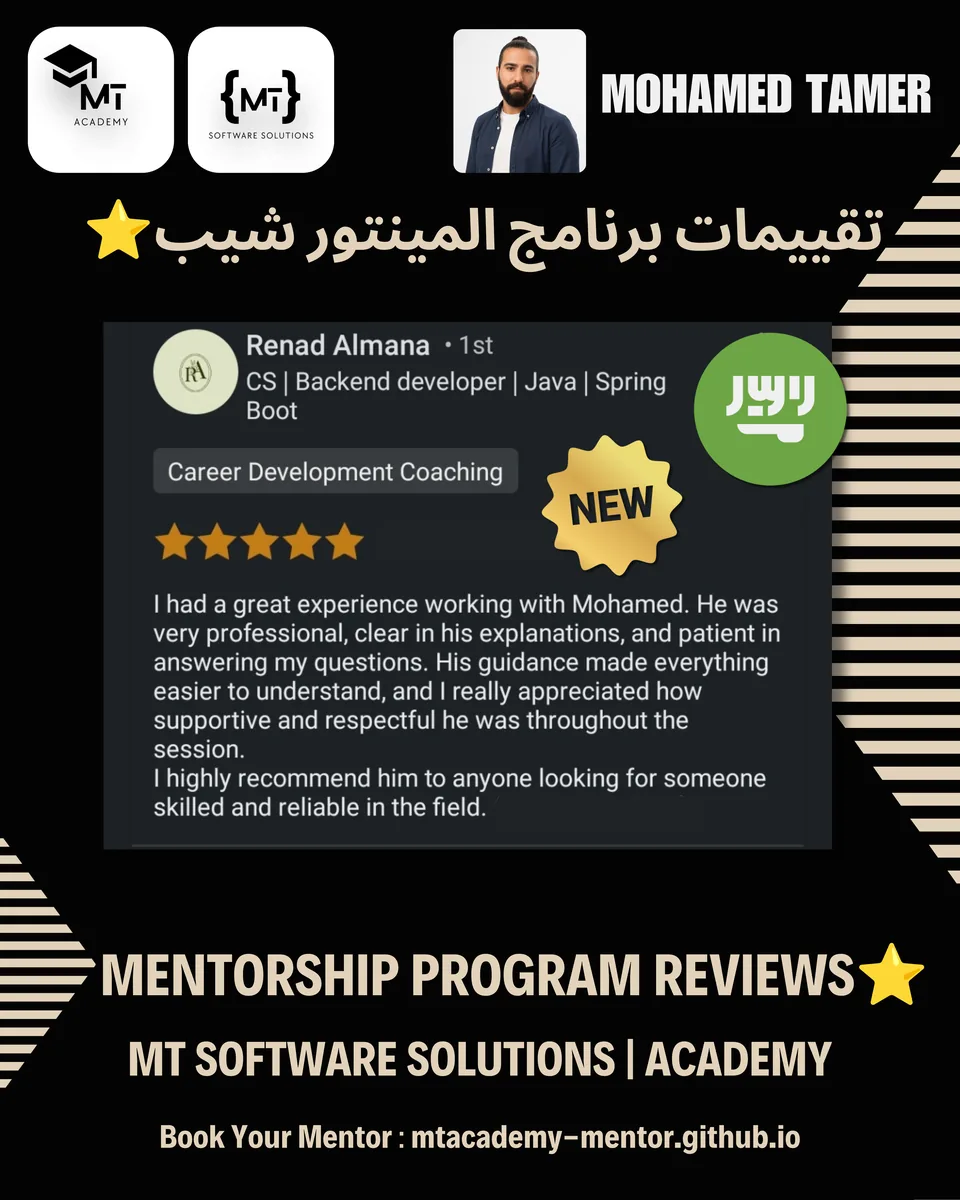 MT
ACADEMY
{MT}
SOFTWARE SOLUTIONS
MOHAMED TAMER
تقييمات برنامج المينتور شيب⭐
RA
Renad Almana • 1st
CS | Backend developer | Java | Spring
Boot
Career Development Coaching
NEW
I had a great experience working with Mohamed. He was
very professional, clear in his explanations, and patient in
answering my questions. His guidance made everything
easier to understand, and I really appreciated how
supportive and respectful he was throughout the
session.
I highly recommend him to anyone looking for someone
skilled and reliable in the field.
MENTORSHIP PROGRAM REVIEWS⭐
MT SOFTWARE SOLUTIONS | ACADEMY
Book Your Mentor : mtacademy-mentor.github.io